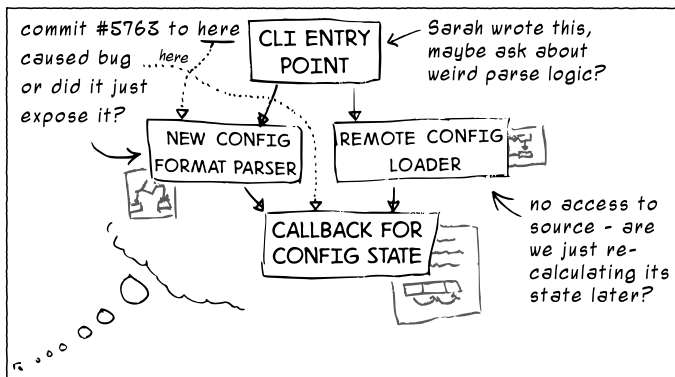 commit #5763 to here
caused bug
here
or did it just
expose it?
CLI ENTRY
POINT
Sarah wrote this,
maybe ask about
weird parse logic?
NEW CONFIG
FORMAT PARSER
REMOTE CONFIG
LOADER
CALLBACK FOR
CONFIG STATE
no access to
source - are
we just re-
calculating its
state later?